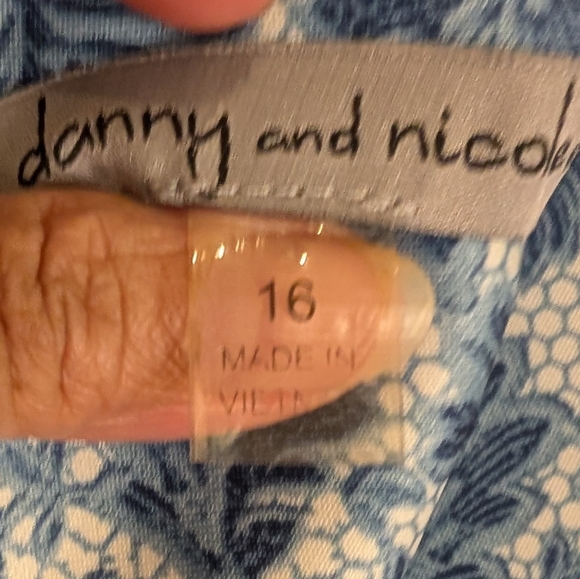 danny and nicole
16
MADE IN
VIETN